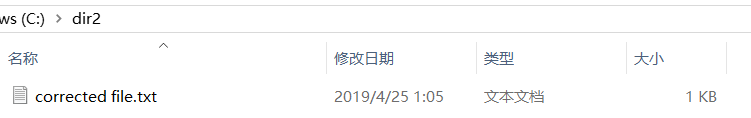 ws (C:) > dir2
名称 修改日期 类型 大小
corrected file.txt 2019/4/25 1:05 文本文档 1 KB